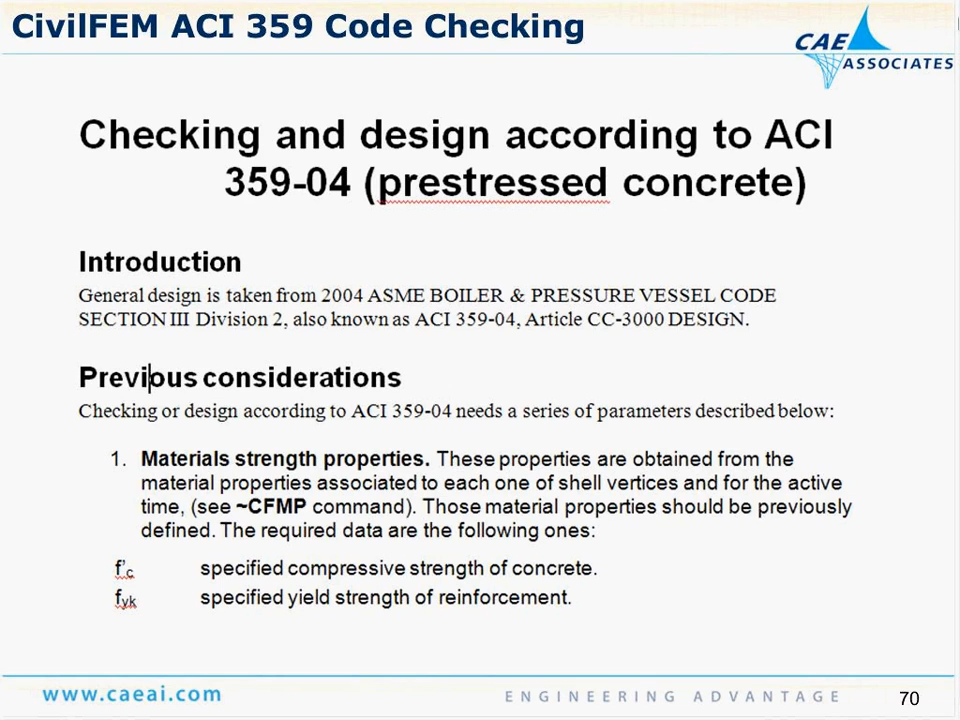 CivilFEM ACI 359 Code Checking
CAE
ASSOCIATES
Checking and design according to ACI
359-04 (prestressed concrete)
Introduction
General design is taken from 2004 ASME BOILER & PRESSURE VESSEL CODE
SECTION III Division 2, also known as ACI 359-04, Article CC-3000 DESIGN.
Previous considerations
Checking or design according to ACI 359-04 needs a series of parameters described below:
1. Materials strength properties. These properties are obtained from the
material properties associated to each one of shell vertices and for the active
time, (see ~CFMP command). Those material properties should be previously
defined. The required data are the following ones:
f'c specified compressive strength of concrete.
fyk specified yield strength of reinforcement.
www.caeai.com ENGINEERING ADVANTAGE 70